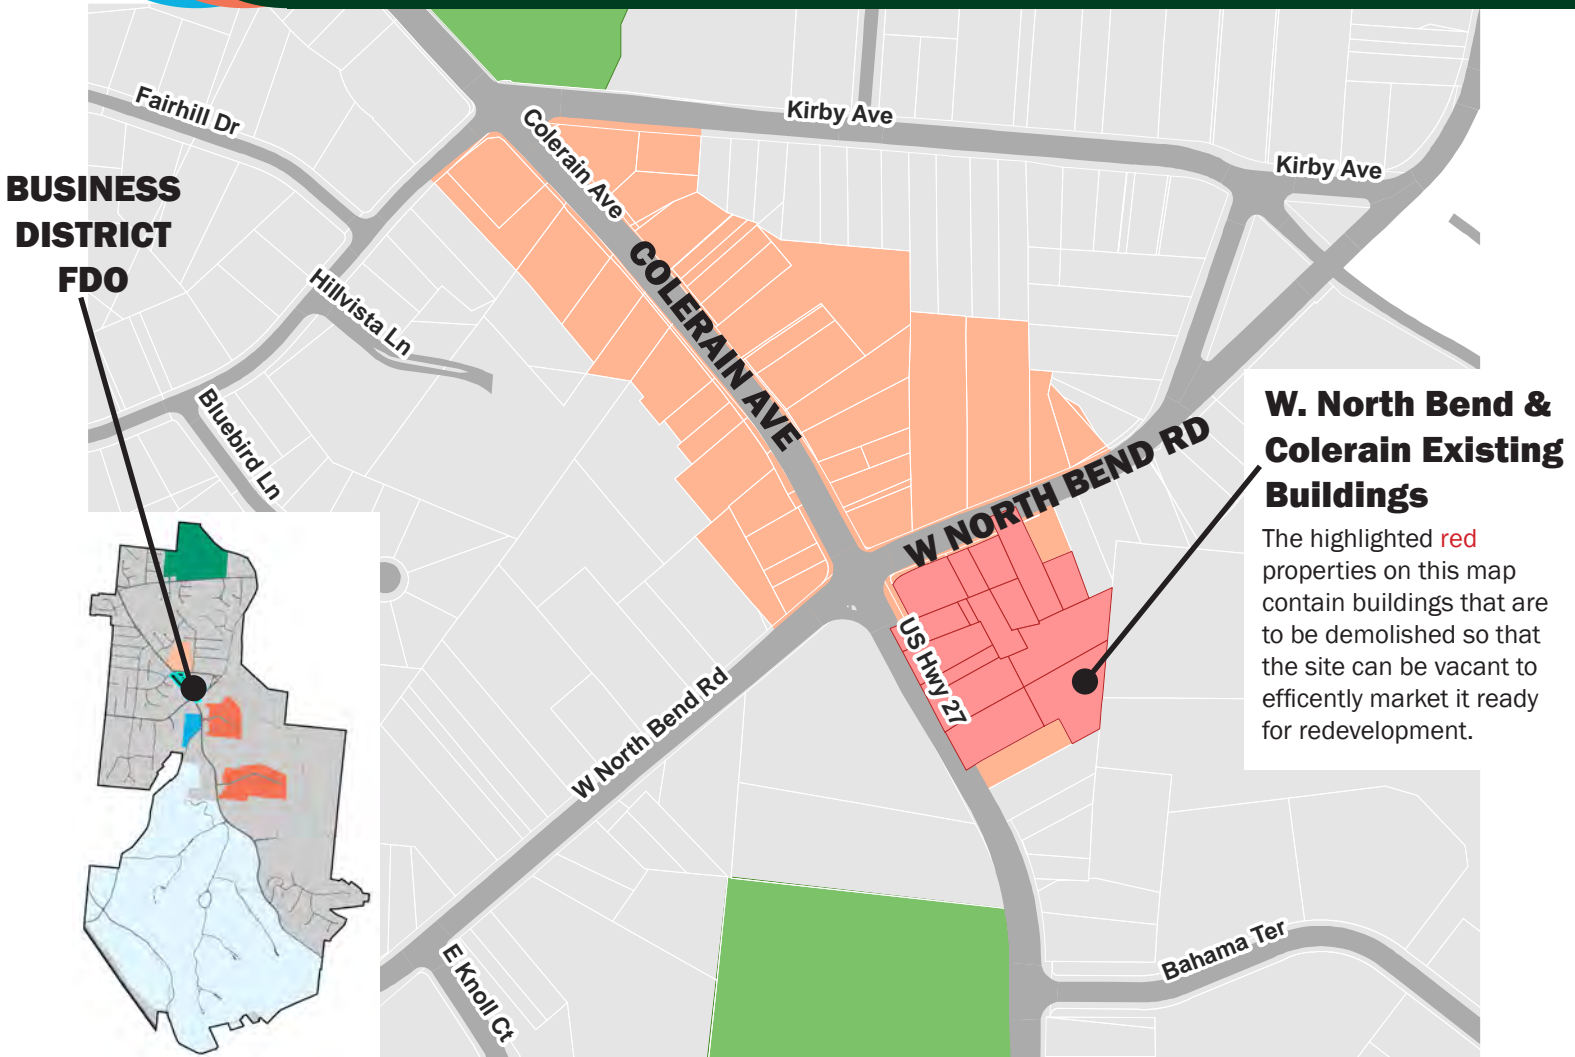 Fairhill Dr
Colerain Ave
Kirby Ave
Kirby Ave
BUSINESS
DISTRICT
FDO
Hillvista Ln
COLERAIN AVE
Bluebird Ln
W NORTH BEND RD
W. North Bend &
Colerain Existing
Buildings
The highlighted red
properties on this map
contain buildings that are
to be demolished so that
the site can be vacant to
efficently market it ready
for redevelopment.
US Hwy 27
W North Bend Rd
E Knoll Ct
Bahama Ter